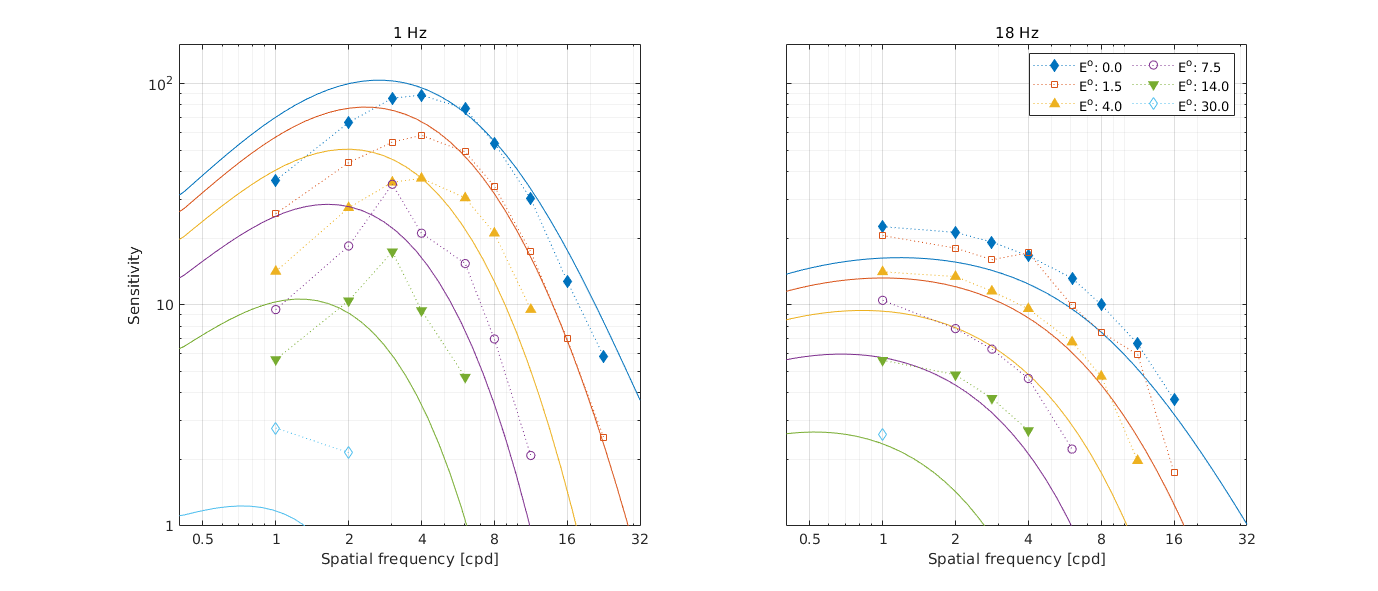 1 Hz
10²
10
1
Sensitivity
0.5 1 2 4 8 16 32
Spatial frequency [cpd]
18 Hz
Eº: 0.0 Eº: 7.5
Eº: 1.5 Eº: 14.0
Eº: 4.0 Eº: 30.0
0.5 1 2 4 8 16 32
Spatial frequency [cpd]